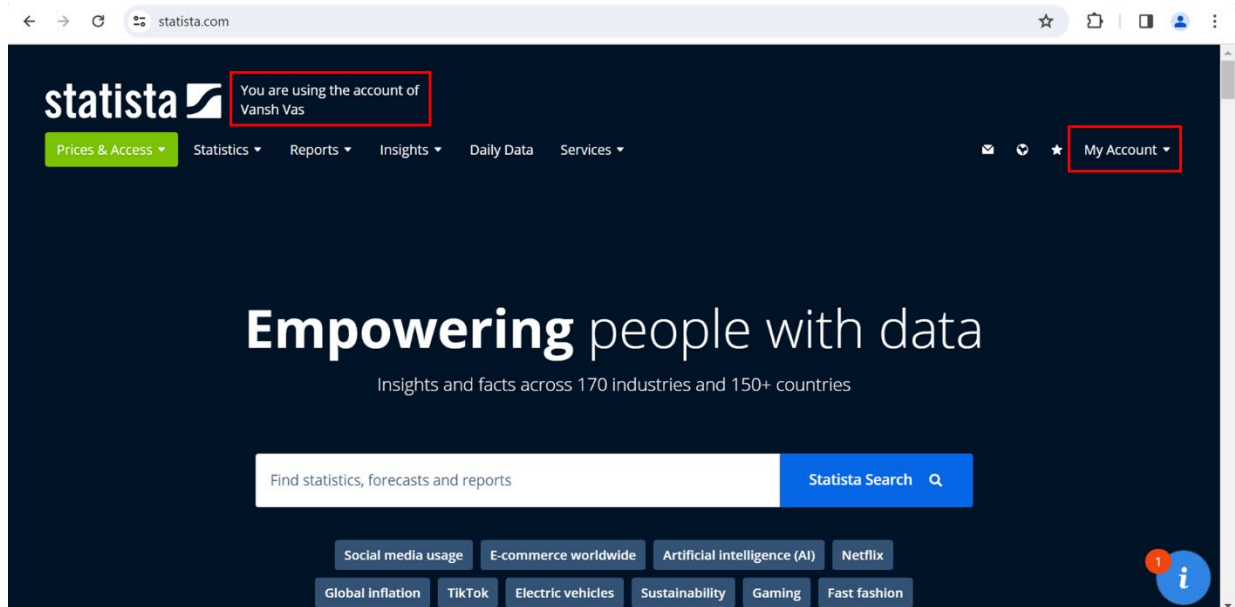 statista.com
statista
You are using the account of
Vansh Vas
Prices & Access Statistics Reports Insights Daily Data Services My Account
Empowering people with data
Insights and facts across 170 industries and 150+ countries
Find statistics, forecasts and reports Statista Search
Social media usage E-commerce worldwide Artificial intelligence (AI) Netflix
1
i
Global inflation TikTok Electric vehicles Sustainability Gaming Fast fashion